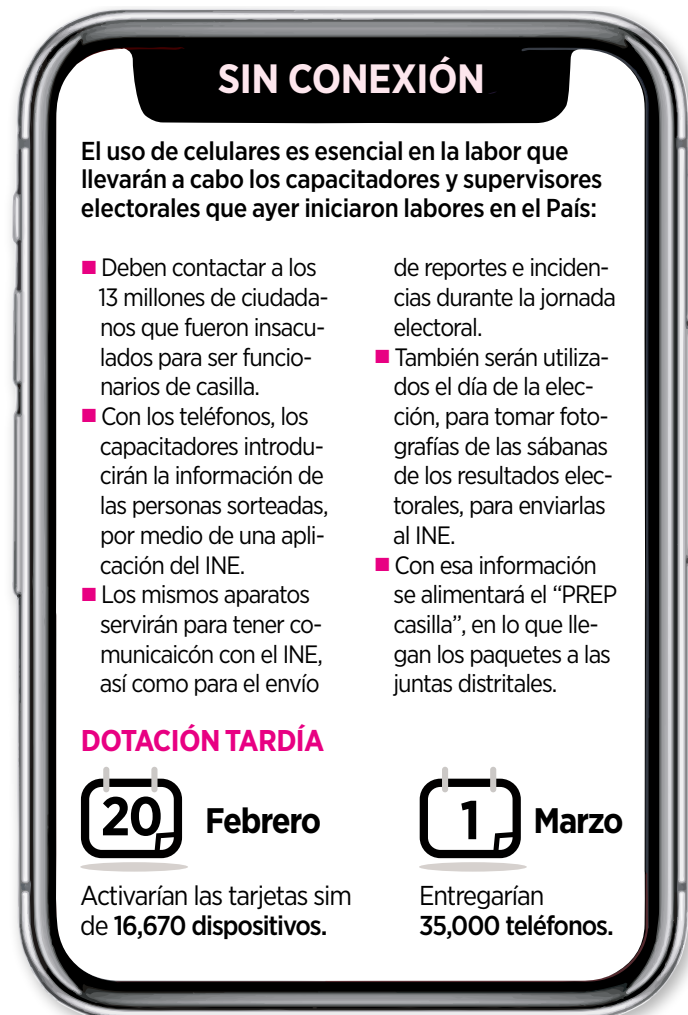 SIN CONEXIÓN
El uso de celulares es esencial en la labor que
llevarán a cabo los capacitadores y supervisores
electorales que ayer iniciaron labores en el País:
■ Deben contactar a los
13 millones de ciudada-
nos que fueron insacu-
lados para ser funcio-
narios de casilla.
■ Con los teléfonos, los
capacitadores introdu-
cirán la información de
las personas sorteadas,
por medio de una apli-
cación del INE.
■ Los mismos aparatos
servirán para tener co-
municaicón con el INE,
así como para el envío
de reportes e inciden-
cias durante la jornada
electoral.
■ También serán utiliza-
dos el día de la elec-
ción, para tomar foto-
grafías de las sábanas
de los resultados elec-
torales, para enviarlas
al INE.
■ Con esa información
se alimentará el “PREP
casilla”, en lo que lle-
gan los paquetes a las
juntas distritales.
DOTACIÓN TARDÍA
20 Febrero
Activarían las tarjetas sim
de 16,670 dispositivos.
1 Marzo
Entregarían
35,000 teléfonos.